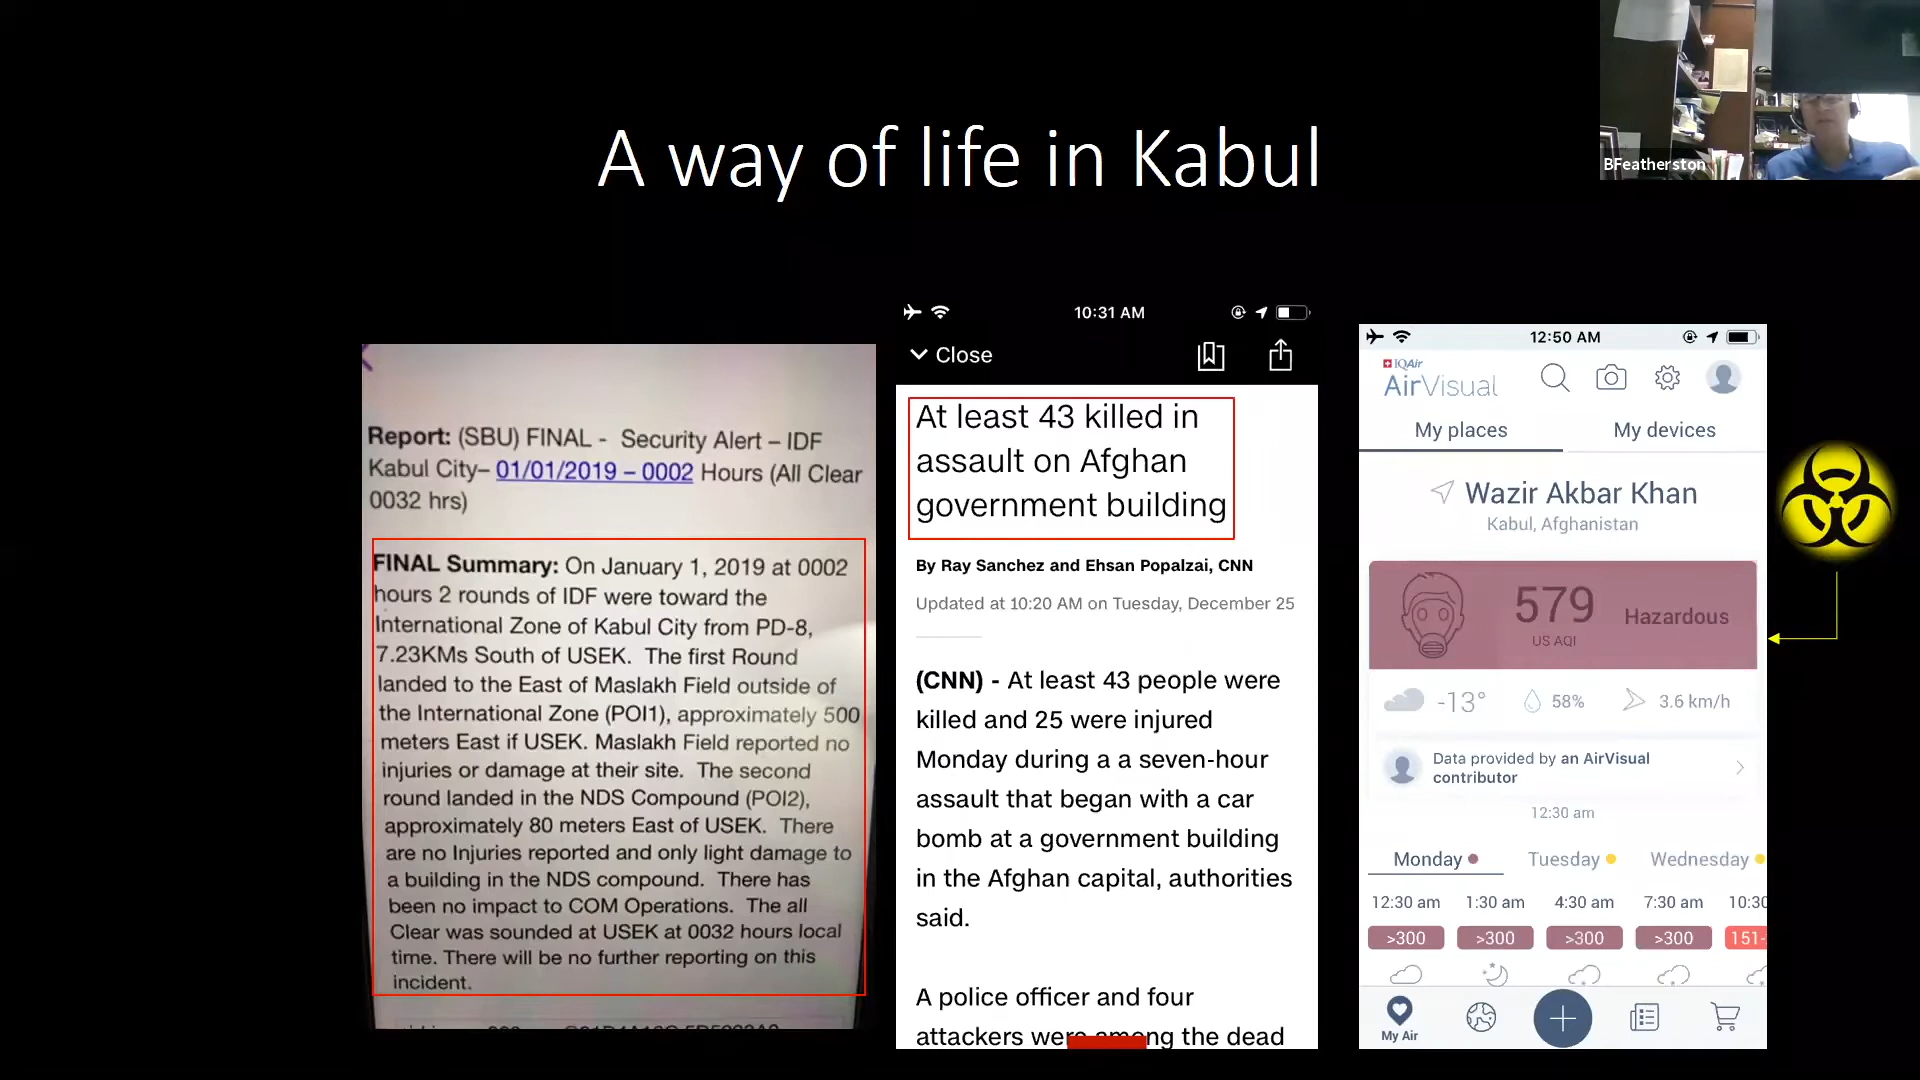 A way of life in Kabul
BFeatherston
Report: (SBU) FINAL - Security Alert – IDF
Kabul City– 01/01/2019 – 0002 Hours (All Clear
0032 hrs)
FINAL Summary: On January 1, 2019 at 0002
hours 2 rounds of IDF were toward the
International Zone of Kabul City from PD-8,
7.23KMs South of USEK. The first Round
landed to the East of Maslakh Field outside of
the International Zone (POI1), approximately 500
meters East if USEK. Maslakh Field reported no
injuries or damage at their site. The second
round landed in the NDS Compound (POI2),
approximately 80 meters East of USEK. There
are no Injuries reported and only light damage to
a building in the NDS compound. There has
been no impact to COM Operations. The all
Clear was sounded at USEK at 0032 hours local
time. There will be no further reporting on this
incident.
10:31 AM
Close
At least 43 killed in
assault on Afghan
government building
By Ray Sanchez and Ehsan Popalzai, CNN
Updated at 10:20 AM on Tuesday, December 25
(CNN) - At least 43 people were
killed and 25 were injured
Monday during a a seven-hour
assault that began with a car
bomb at a government building
in the Afghan capital, authorities
said.
A police officer and four
attackers were among the dead
12:50 AM
IQAir
AirVisual
My places My devices
Wazir Akbar Khan
Kabul, Afghanistan
579 Hazardous
US AQI
-13° 58% 3.6 km/h
Data provided by an AirVisual
contributor
12:30 am
Monday Tuesday Wednesday
12:30 am 1:30 am 4:30 am 7:30 am 10:30
>300 >300 >300 >300 151-
My Air